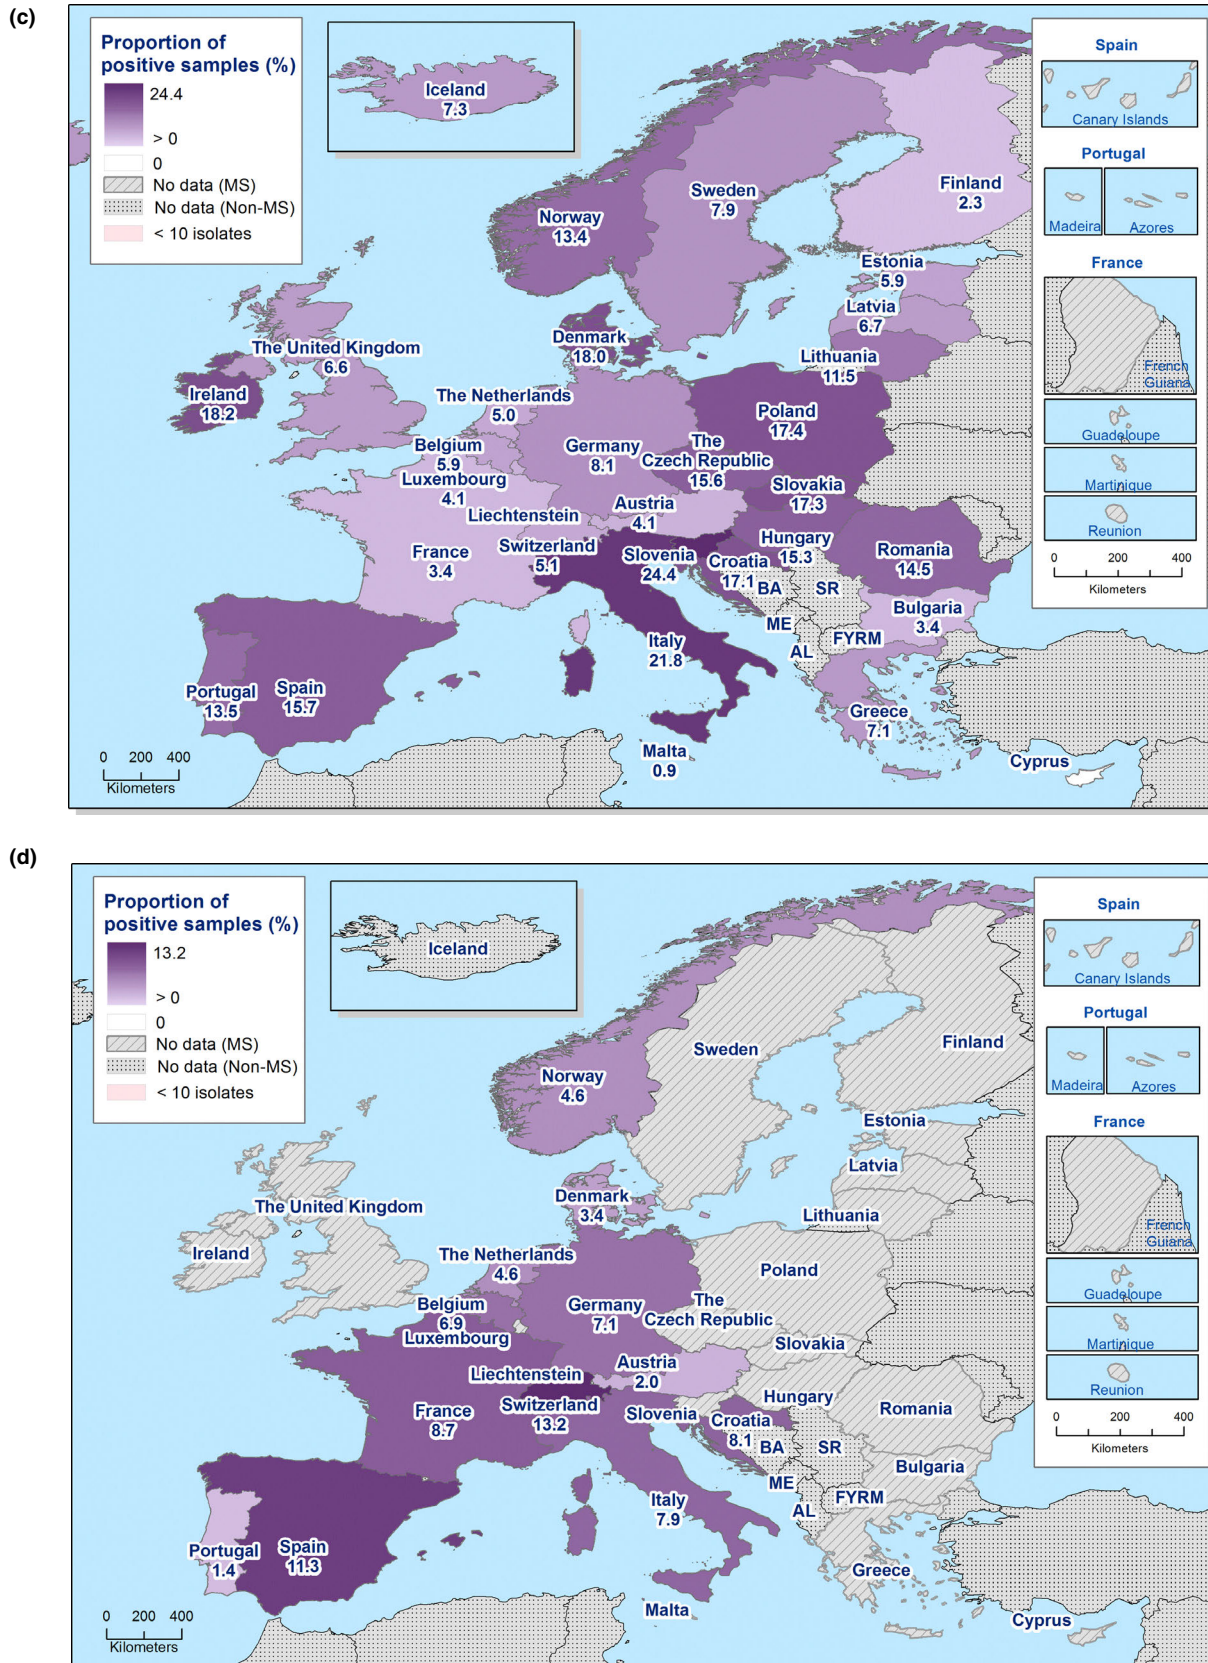 (c)
Proportion of
positive samples (%)
24.4
> 0
0
No data (MS)
No data (Non-MS)
< 10 isolates
Iceland
7.3
Spain
Canary Islands
Portugal
Madeira
Azores
France
French
Guiana
Guadeloupe
Martinique
Reunion
0 200 400
Kilometers
Finland
2.3
Sweden
7.9
Norway
13.4
Estonia
5.9
Latvia
6.7
Lithuania
11.5
Denmark
18.0
The United Kingdom
6.6
Ireland
18.2
The Netherlands
5.0
Poland
17.4
Belgium
5.9
Germany
8.1
The
Czech Republic
15.6
Luxembourg
4.1
Slovakia
17.3
Austria
4.1
Liechtenstein
Hungary
15.3
Switzerland
5.1
France
3.4
Slovenia
24.4
Croatia
17.1
Romania
14.5
BA
SR
Bulgaria
3.4
ME
FYRM
AL
Italy
21.8
Portugal
13.5
Spain
15.7
Greece
7.1
Malta
0.9
Cyprus
0 200 400
Kilometers
(d)
Proportion of
positive samples (%)
13.2
> 0
0
No data (MS)
No data (Non-MS)
< 10 isolates
Iceland
Spain
Canary Islands
Portugal
Madeira
Azores
France
French
Guiana
Guadeloupe
Martinique
Reunion
0 200 400
Kilometers
Finland
Sweden
Norway
4.6
Estonia
Latvia
Lithuania
Denmark
3.4
The United Kingdom
Ireland
The Netherlands
4.6
Poland
Belgium
6.9
Germany
7.1
The
Czech Republic
Luxembourg
Slovakia
Austria
2.0
Liechtenstein
Hungary
Switzerland
13.2
France
8.7
Slovenia
Croatia
8.1
Romania
BA
SR
Bulgaria
ME
FYRM
AL
Italy
7.9
Portugal
1.4
Spain
11.3
Greece
Malta
Cyprus
0 200 400
Kilometers